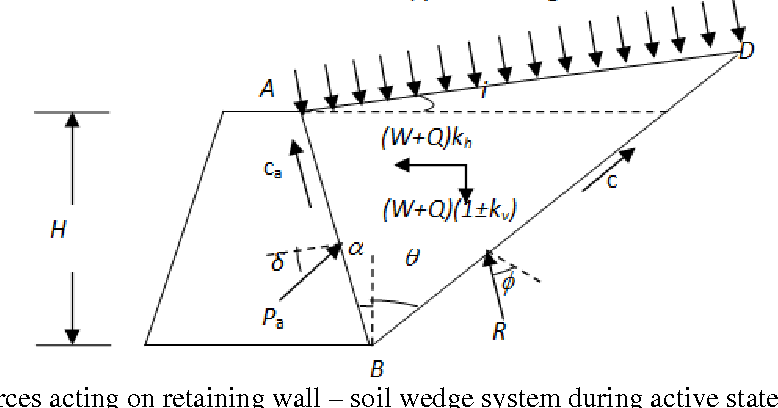 A
D
i
(W+Q)kh
ca
c
(W+Q)(1±kv)
H
α
θ
δ
ϕ
Pa
R
B
rces acting on retaining wall – soil wedge system during active state